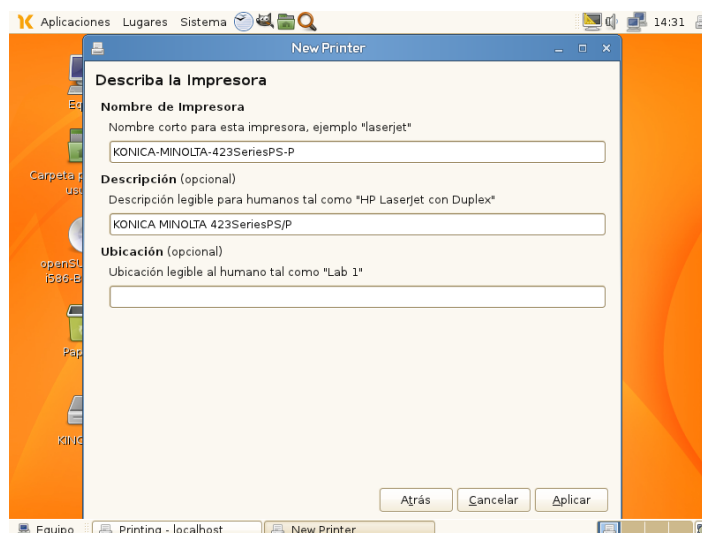 Aplicaciones Lugares Sistema 14:31
New Printer
Describa la Impresora
Nombre de Impresora
Nombre corto para esta impresora, ejemplo "laserjet"
KONICA-MINOLTA-423SeriesPS-P
Descripción (opcional)
Descripción legible para humanos tal como "HP LaserJet con Duplex"
KONICA MINOLTA 423SeriesPS/P
Ubicación (opcional)
Ubicación legible al humano tal como "Lab 1"
Carpeta
i586
Atrás Cancelar Aplicar
Equipo Printing - localhost New Printer